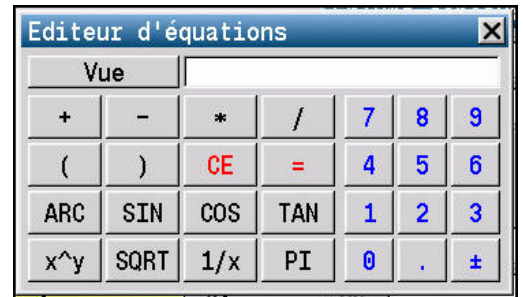 Editeur d'équations X
Vue
+ - * / 7 8 9
( ) CE = 4 5 6
ARC SIN COS TAN 1 2 3
x^y SQRT 1/x PI 0 . ±